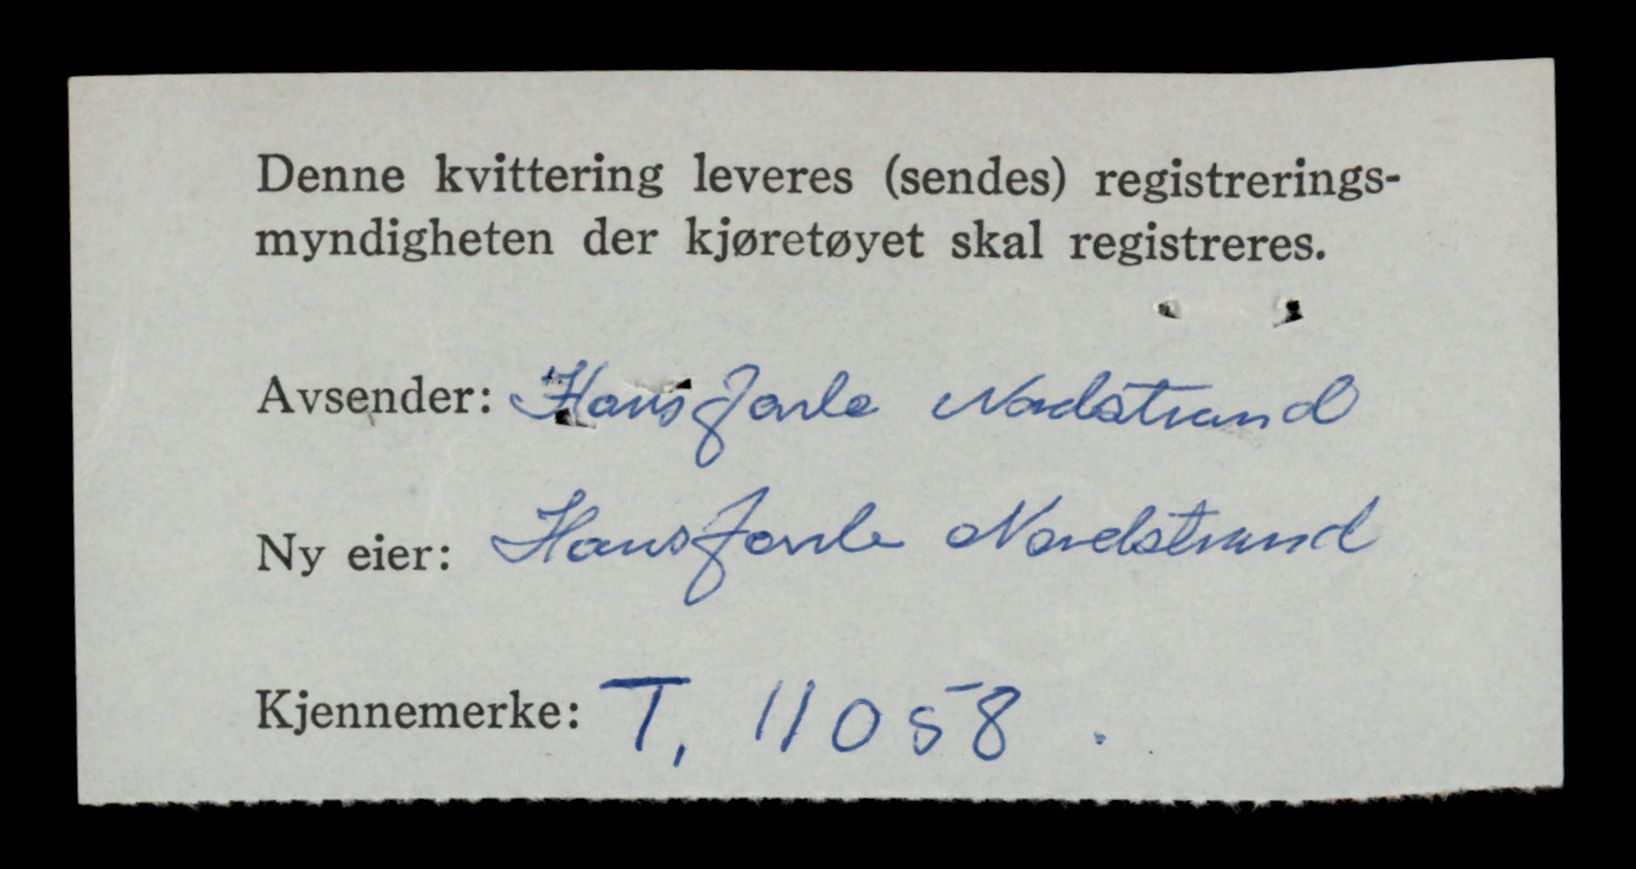 Denne kvittering leveres (sendes) registrerings-
myndigheten der kjøretøyet skal registreres.
Avsender: Hans Jarle Nordstrand
Ny eier: Hans Jarle Nordstrand
Kjennemerke: T, 11058.